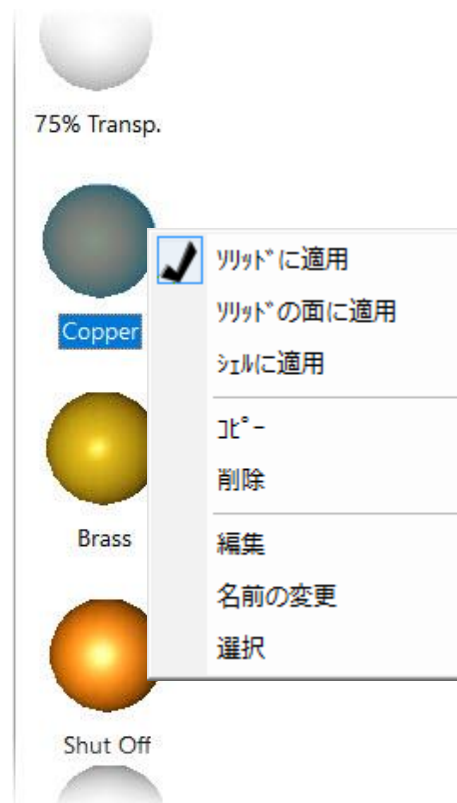 75% Transp.
Copper
ｿﾘｯﾄﾞに適用
ｿﾘｯﾄﾞの面に適用
ｼｪﾙに適用
ｺﾋﾟｰ
削除
編集
名前の変更
選択
Brass
Shut Off